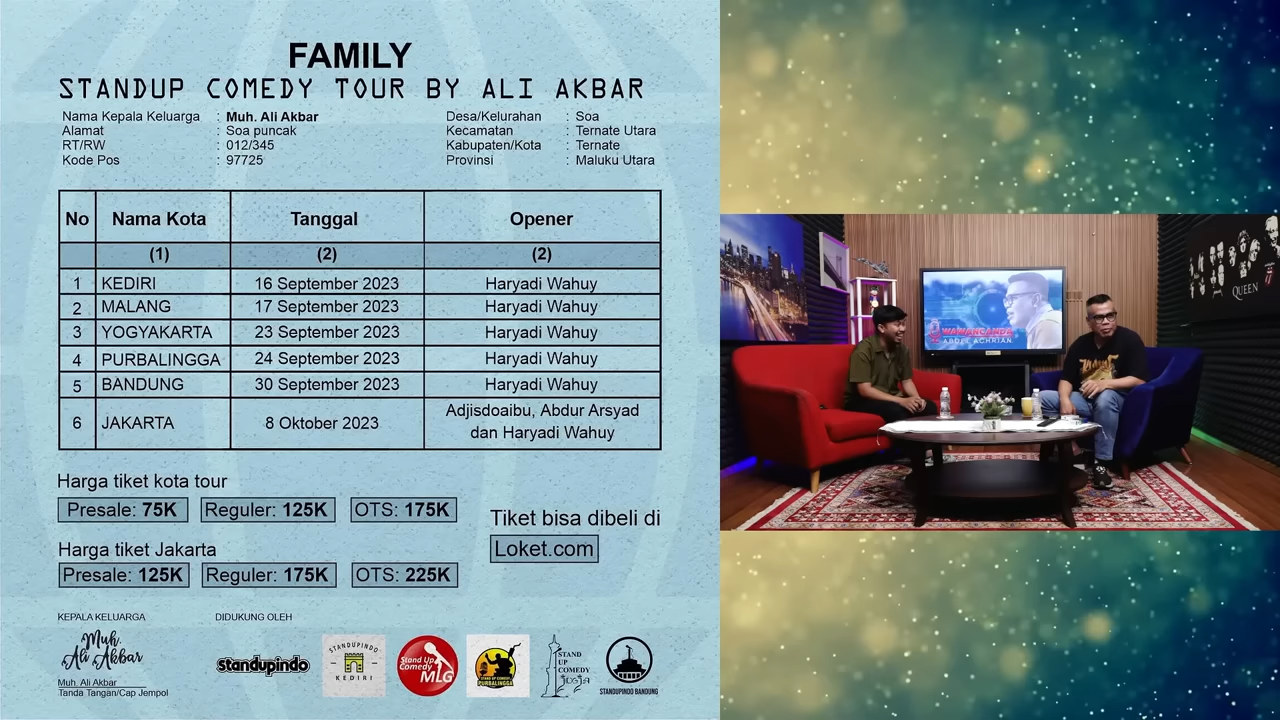 FAMILY
STANDUP COMEDY TOUR BY ALI AKBAR
Nama Kepala Keluarga : Muh. Ali Akbar
Alamat : Soa puncak
RT/RW : 012/345
Kode Pos : 97725
Desa/Kelurahan : Soa
Kecamatan : Ternate Utara
Kabupaten/Kota : Ternate
Provinsi : Maluku Utara
No Nama Kota Tanggal Opener
(1) (2) (2)
1 KEDIRI 16 September 2023 Haryadi Wahuy
2 MALANG 17 September 2023 Haryadi Wahuy
3 YOGYAKARTA 23 September 2023 Haryadi Wahuy
4 PURBALINGGA 24 September 2023 Haryadi Wahuy
5 BANDUNG 30 September 2023 Haryadi Wahuy
6 JAKARTA 8 Oktober 2023 Adjisdoaibu, Abdur Arsyad
dan Haryadi Wahuy
Harga tiket kota tour
Presale: 75K Reguler: 125K OTS: 175K
Harga tiket Jakarta
Presale: 125K Reguler: 175K OTS: 225K
Tiket bisa dibeli di
Loket.com
KEPALA KELUARGA
Muh.
Ali Akbar
Muh. Ali Akbar
Tanda Tangan/Cap Jempol
DIDUKUNG OLEH
standupindo
STANDUPINDO
KEDIRI
Stand Up
Comedy
MLG
STAND UP COMEDY
PURBALINGGA
STAND
UP
COMEDY
Jogja
STANDUPINDO BANDUNG
WAWANCANDA
ABDEL ACHRIAN
QUEEN